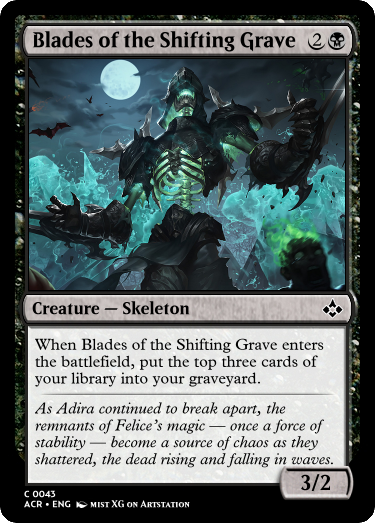 Blades of the Shifting Grave 2
Creature — Skeleton
When Blades of the Shifting Grave enters
the battlefield, put the top three cards of
your library into your graveyard.
As Adira continued to break apart, the
remnants of Felice's magic — once a force of
stability — become a source of chaos as they
shattered, the dead rising and falling in waves.
3/2
C 0043
ACR • ENG MIST XG ON ARTSTATION